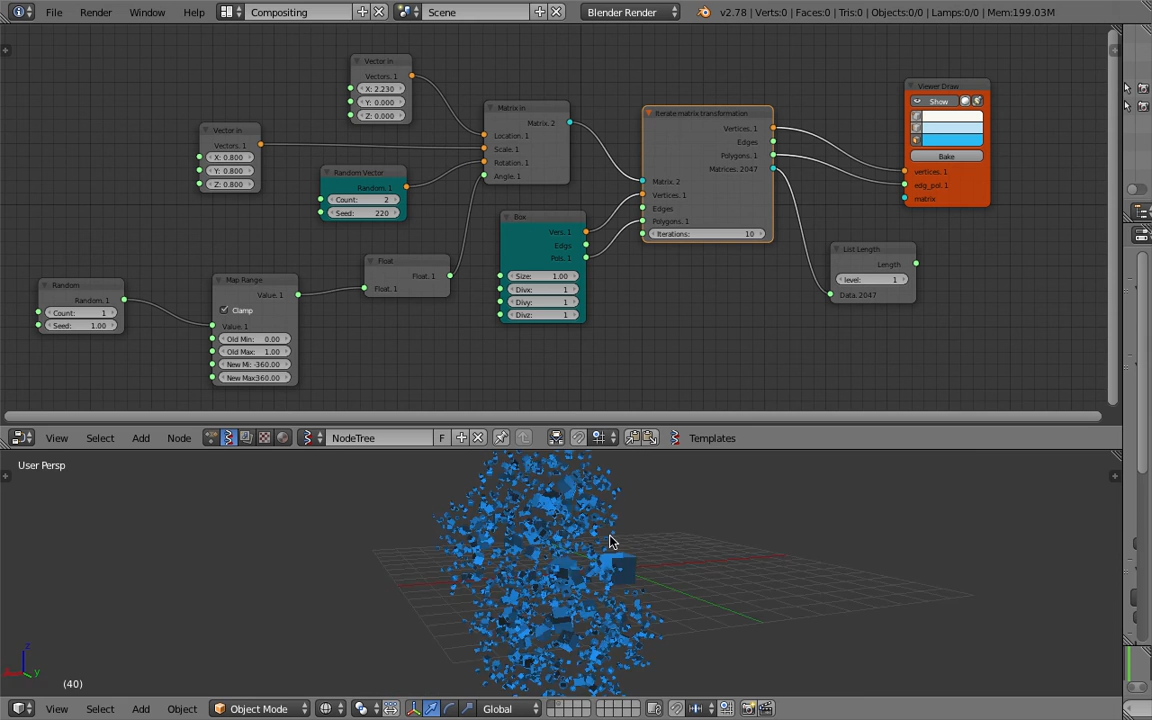 File Render Window Help Compositing Scene Blender Render v2.78 | Verts:0 | Faces:0 | Tris:0 | Objects:0/0 | Lamps:0/0 | Mem:199.03M
Vector in
Vectors. 1
X: 2.230
Y: 0.000
Z: 0.000
Vector in
Vectors. 1
X: 0.800
Y: 0.800
Z: 0.800
Random Vector
Random. 1
Count: 2
Seed: 220
Matrix in
Matrix. 2
Location. 1
Scale. 1
Rotation. 1
Angle. 1
Iterate matrix transformation
Vertices. 1
Edges
Polygons. 1
Matrices. 2047
Matrix. 2
Vertices. 1
Edges
Polygons. 1
Iterations: 10
Viewer Draw
Show
Bake
vertices. 1
edg_pol. 1
matrix
Box
Vers. 1
Edgs
Pols. 1
Size: 1.00
Divx: 1
Divy: 1
Divz: 1
List Length
Length
level: 1
Data. 2047
Float
Float. 1
Float. 1
Random
Random. 1
Count: 1
Seed: 1.00
Map Range
Value. 1
Clamp
Value. 1
Old Min: 0.00
Old Max: 1.00
New Mi: -360.00
New Max:360.00
View Select Add Node NodeTree F Templates
User Persp
z
y
(40)
View Select Add Object Object Mode Global